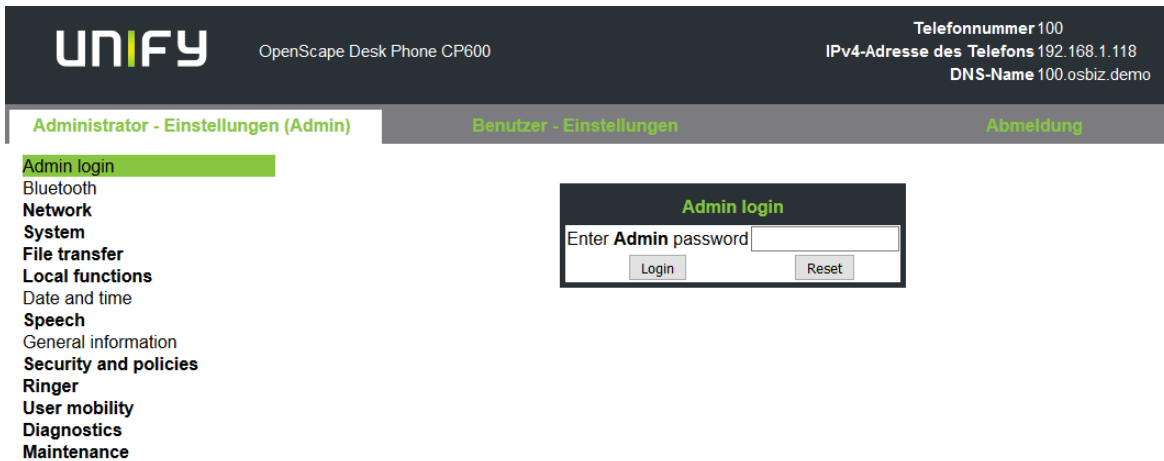 UNIFY
OpenScape Desk Phone CP600
Telefonnummer 100
IPv4-Adresse des Telefons 192.168.1.118
DNS-Name 100.osbiz.demo
Administrator - Einstellungen (Admin)
Benutzer - Einstellungen
Abmeldung
Admin login
Bluetooth
Network
System
File transfer
Local functions
Date and time
Speech
General information
Security and policies
Ringer
User mobility
Diagnostics
Maintenance
Admin login
Enter Admin password
Login
Reset